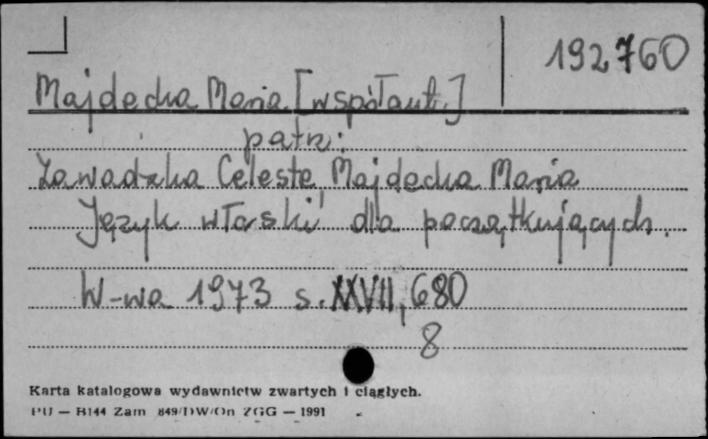 192760
Majdecka Maria [współaut.]
patrz:
Zawadzka Celeste Majdecka Maria
Język włoski dla początkujących.
W-wa 1973 s. XXVII, 680
8
Karta katalogowa wydawnictw zwartych i ciągłych.
PU — B144 Zam 849/DW/On ZGG — 1991